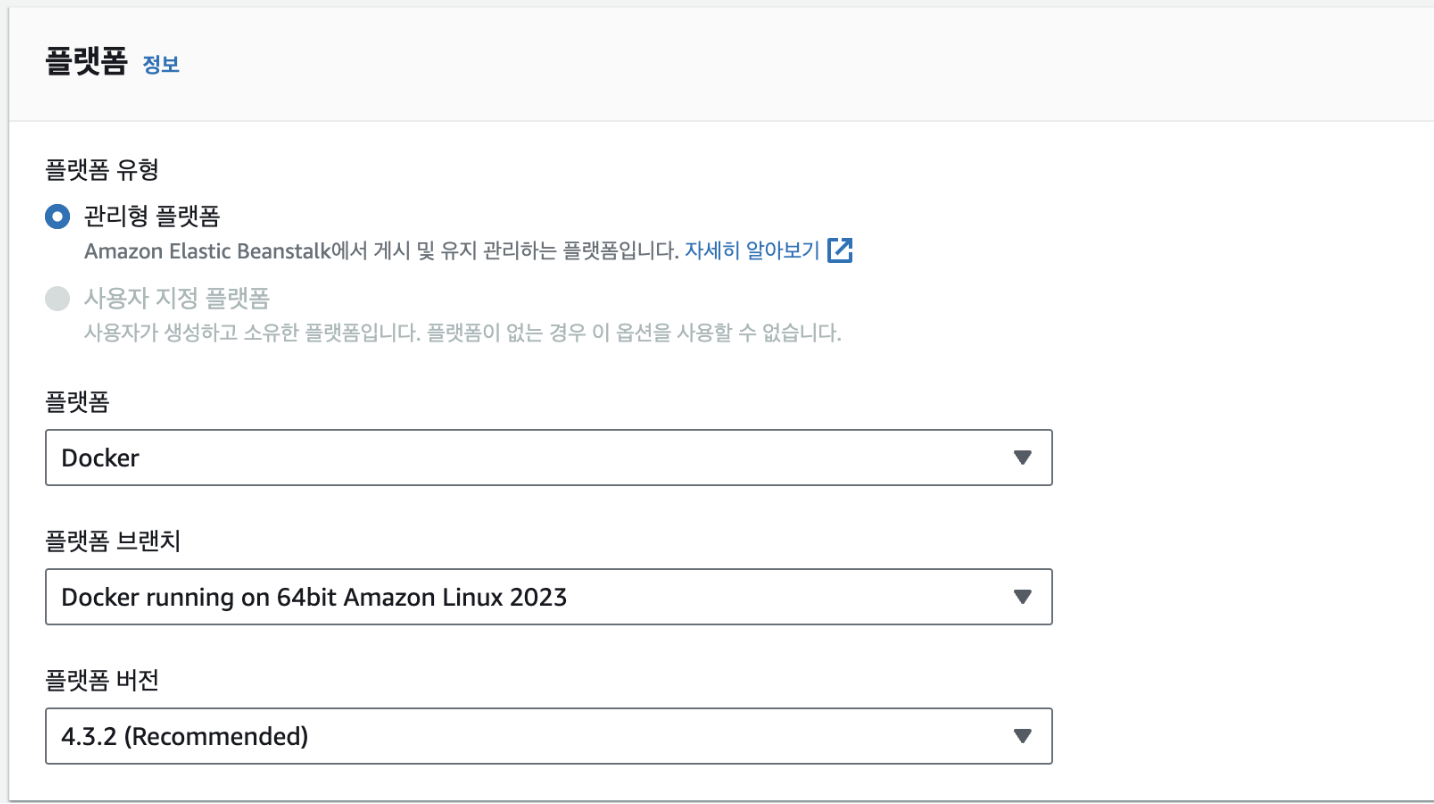 플랫폼 정보
플랫폼 유형
관리형 플랫폼
Amazon Elastic Beanstalk에서 게시 및 유지 관리하는 플랫폼입니다. 자세히 알아보기
사용자 지정 플랫폼
사용자가 생성하고 소유한 플랫폼입니다. 플랫폼이 없는 경우 이 옵션을 사용할 수 없습니다.
플랫폼
Docker
플랫폼 브랜치
Docker running on 64bit Amazon Linux 2023
플랫폼 버전
4.3.2 (Recommended)